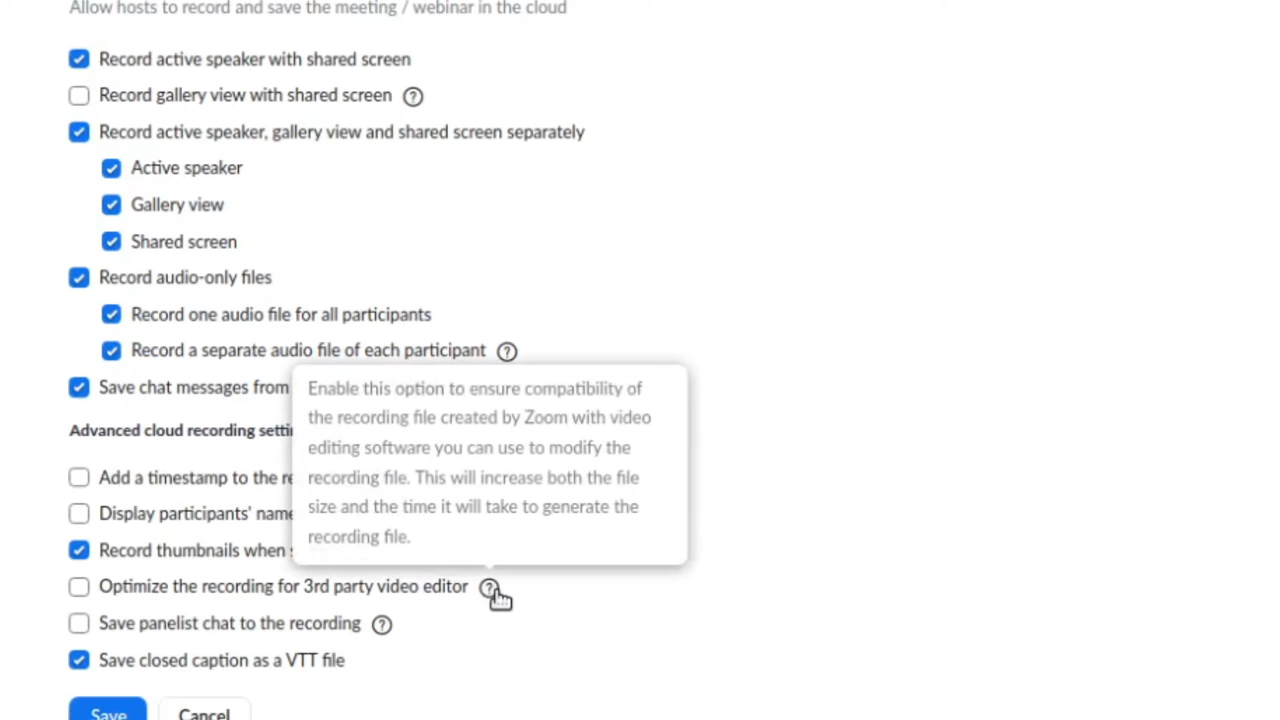 Allow hosts to record and save the meeting / webinar in the cloud
Record active speaker with shared screen
Record gallery view with shared screen ?
Record active speaker, gallery view and shared screen separately
Active speaker
Gallery view
Shared screen
Record audio-only files
Record one audio file for all participants
Record a separate audio file of each participant ?
Save chat messages from
Enable this option to ensure compatibility of
the recording file created by Zoom with video
editing software you can use to modify the
recording file. This will increase both the file
size and the time it will take to generate the
recording file.
Advanced cloud recording
Add a timestamp to the
Display participants'
Record thumbnails when
Optimize the recording for 3rd party video editor ?
Save panelist chat to the recording ?
Save closed caption as a VTT file
Save Cancel